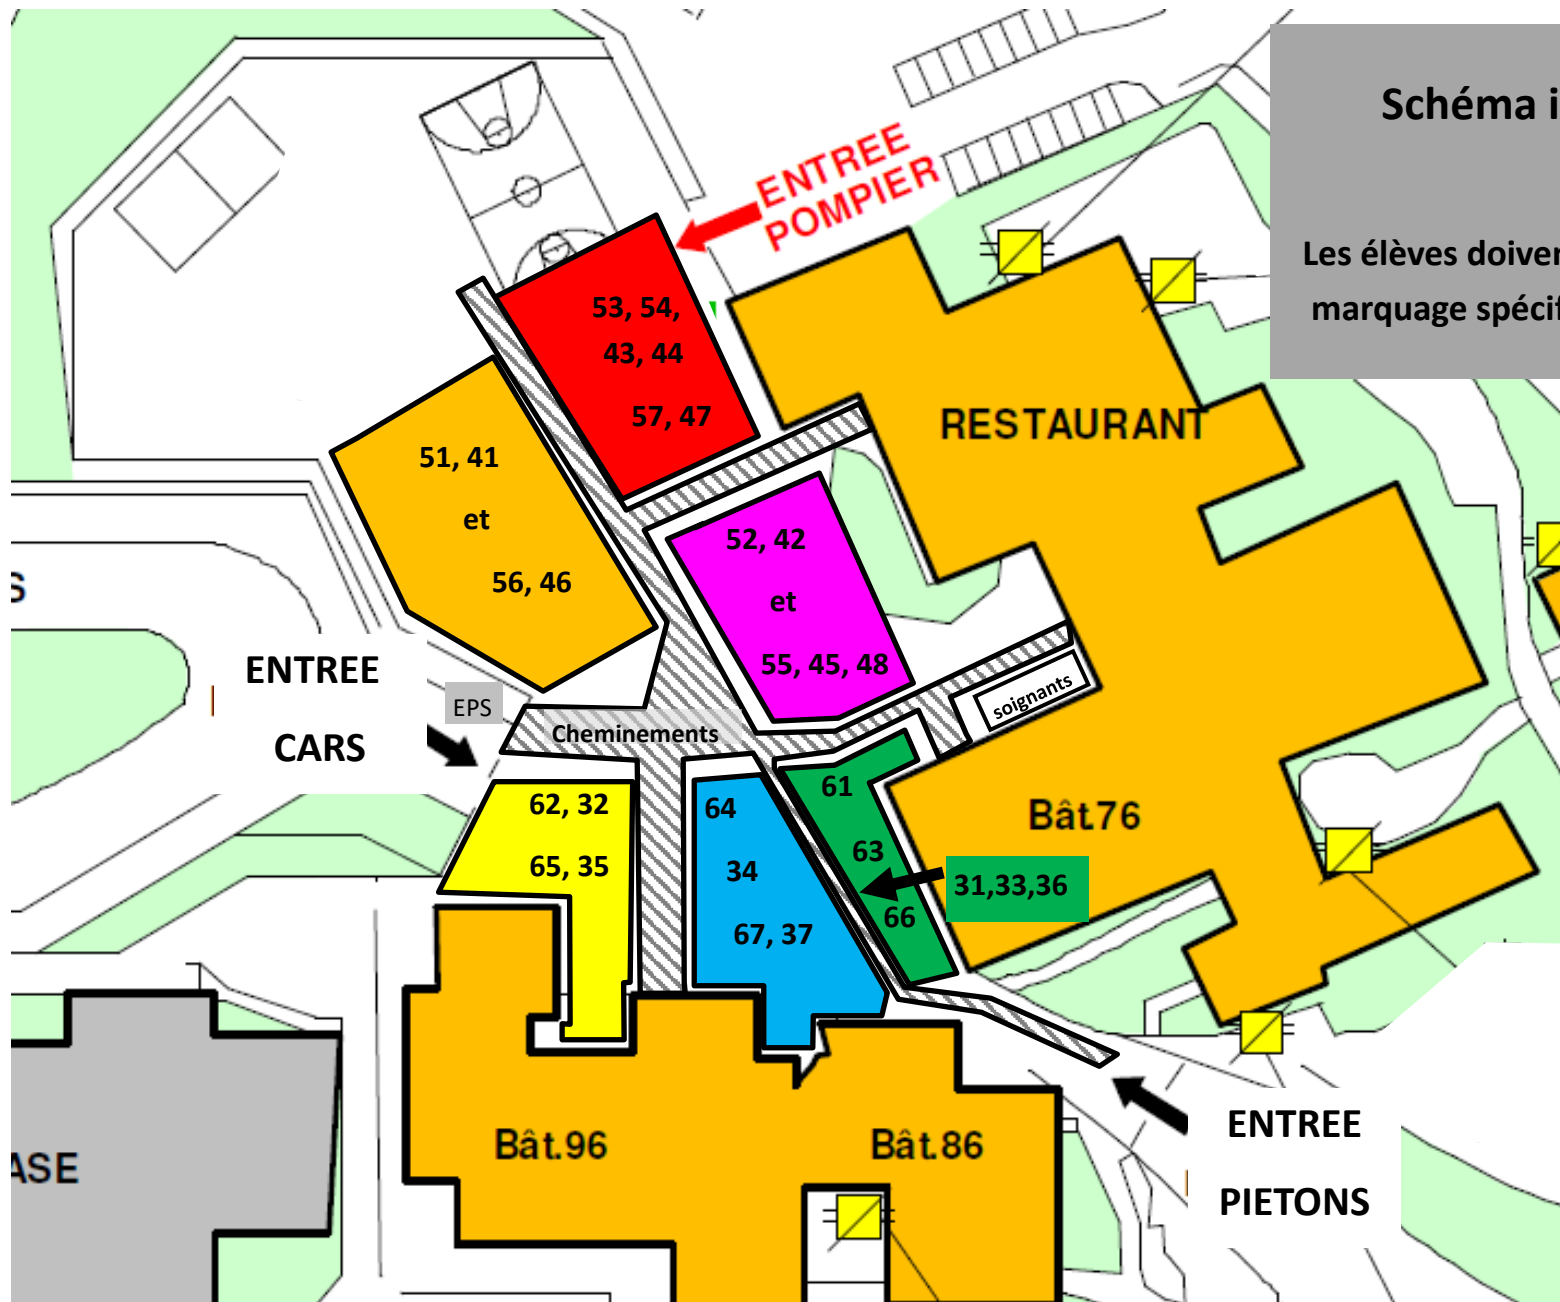 Schéma i
Les élèves doiver
marquage spécif
ENTREE
POMPIER
53, 54,
43, 44
57, 47
RESTAURANT
51, 41
et
56, 46
52, 42
et
55, 45, 48
S
ENTREE
CARS
EPS
Cheminements
soignants
62, 32
65, 35
64
34
67, 37
61
63
66
31,33,36
Bât.76
Bât.96
Bât.86
ASE
ENTREE
PIETONS